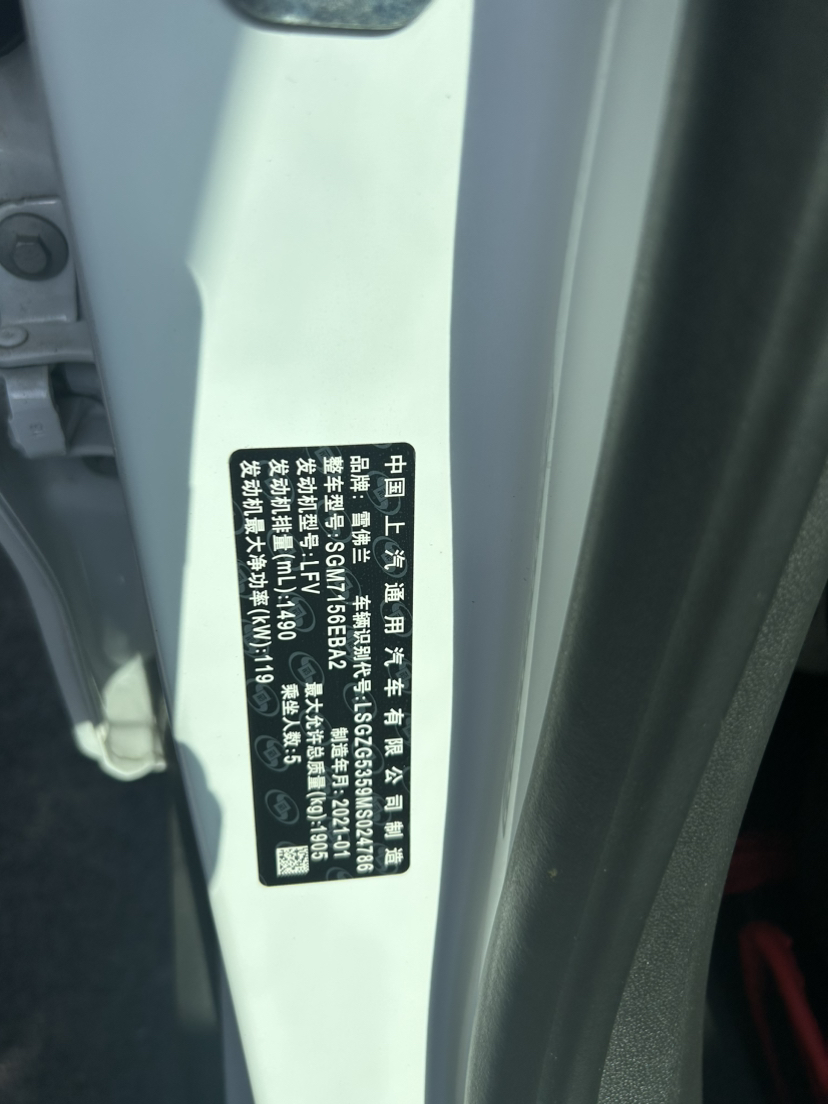 中国上汽通用汽车有限公司制造
品牌：雪佛兰 车辆识别代号:LSGZG5359MS024786
整车型号:SGM7156EBA2 制造年月:2021-01
发动机型号:LFV 最大允许总质量(kg):1905
发动机排量(mL):1490 乘坐人数:5
发动机最大净功率(kW):119